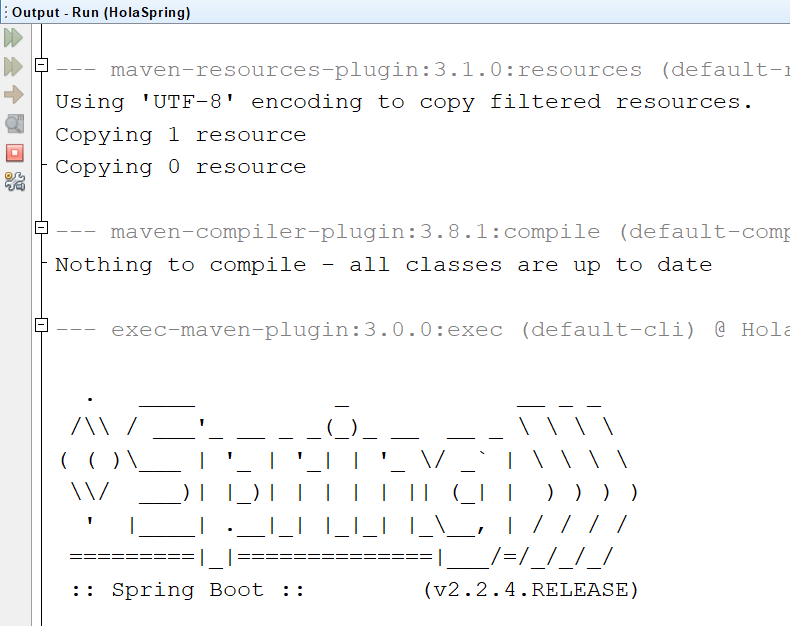 Output - Run (HolaSpring)
--- maven-resources-plugin:3.1.0:resources (default-r
Using 'UTF-8' encoding to copy filtered resources.
Copying 1 resource
Copying 0 resource
--- maven-compiler-plugin:3.8.1:compile (default-comp
Nothing to compile - all classes are up to date
--- exec-maven-plugin:3.0.0:exec (default-cli) @ Hola
  .   ____          _            __ _ _
 /\\ / ___'_ __ _ _(_)_ __  __ _ \ \ \ \
( ( )\___ | '_ | '_| | '_ \/ _` | \ \ \ \
 \\/  ___)| |_)| | | | | || (_| |  ) ) ) )
  '  |____| .__|_| |_|_| |_\__, | / / / /
 =========|_|==============|___/=/_/_/_/
 :: Spring Boot ::        (v2.2.4.RELEASE)